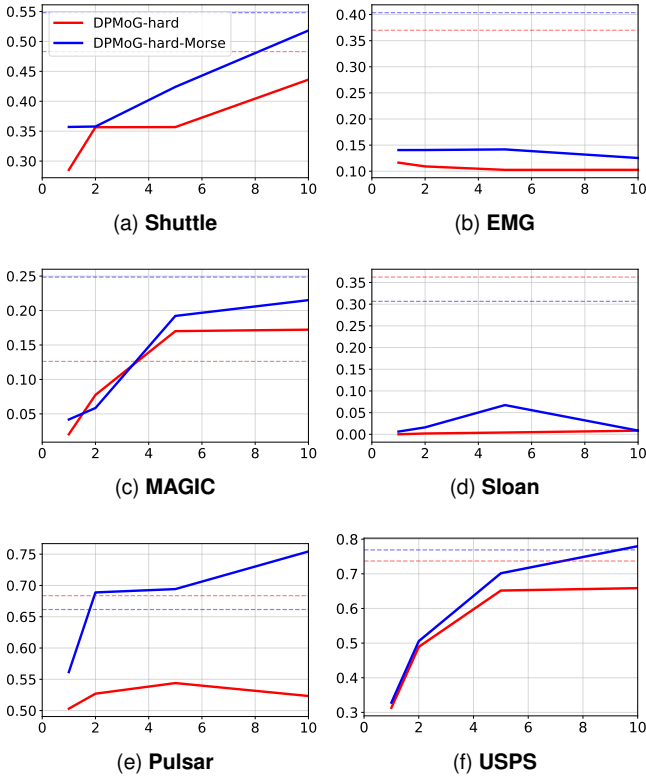 0.55
0.50
0.45
0.40
0.35
0.30
DPMoG-hard
DPMoG-hard-Morse
0 2 4 6 8 10
(a) Shuttle
0.40
0.35
0.30
0.25
0.20
0.15
0.10
0 2 4 6 8 10
(b) EMG
0.25
0.20
0.15
0.10
0.05
0 2 4 6 8 10
(c) MAGIC
0.35
0.30
0.25
0.20
0.15
0.10
0.05
0.00
0 2 4 6 8 10
(d) Sloan
0.75
0.70
0.65
0.60
0.55
0.50
0 2 4 6 8 10
(e) Pulsar
0.8
0.7
0.6
0.5
0.4
0.3
0 2 4 6 8 10
(f) USPS